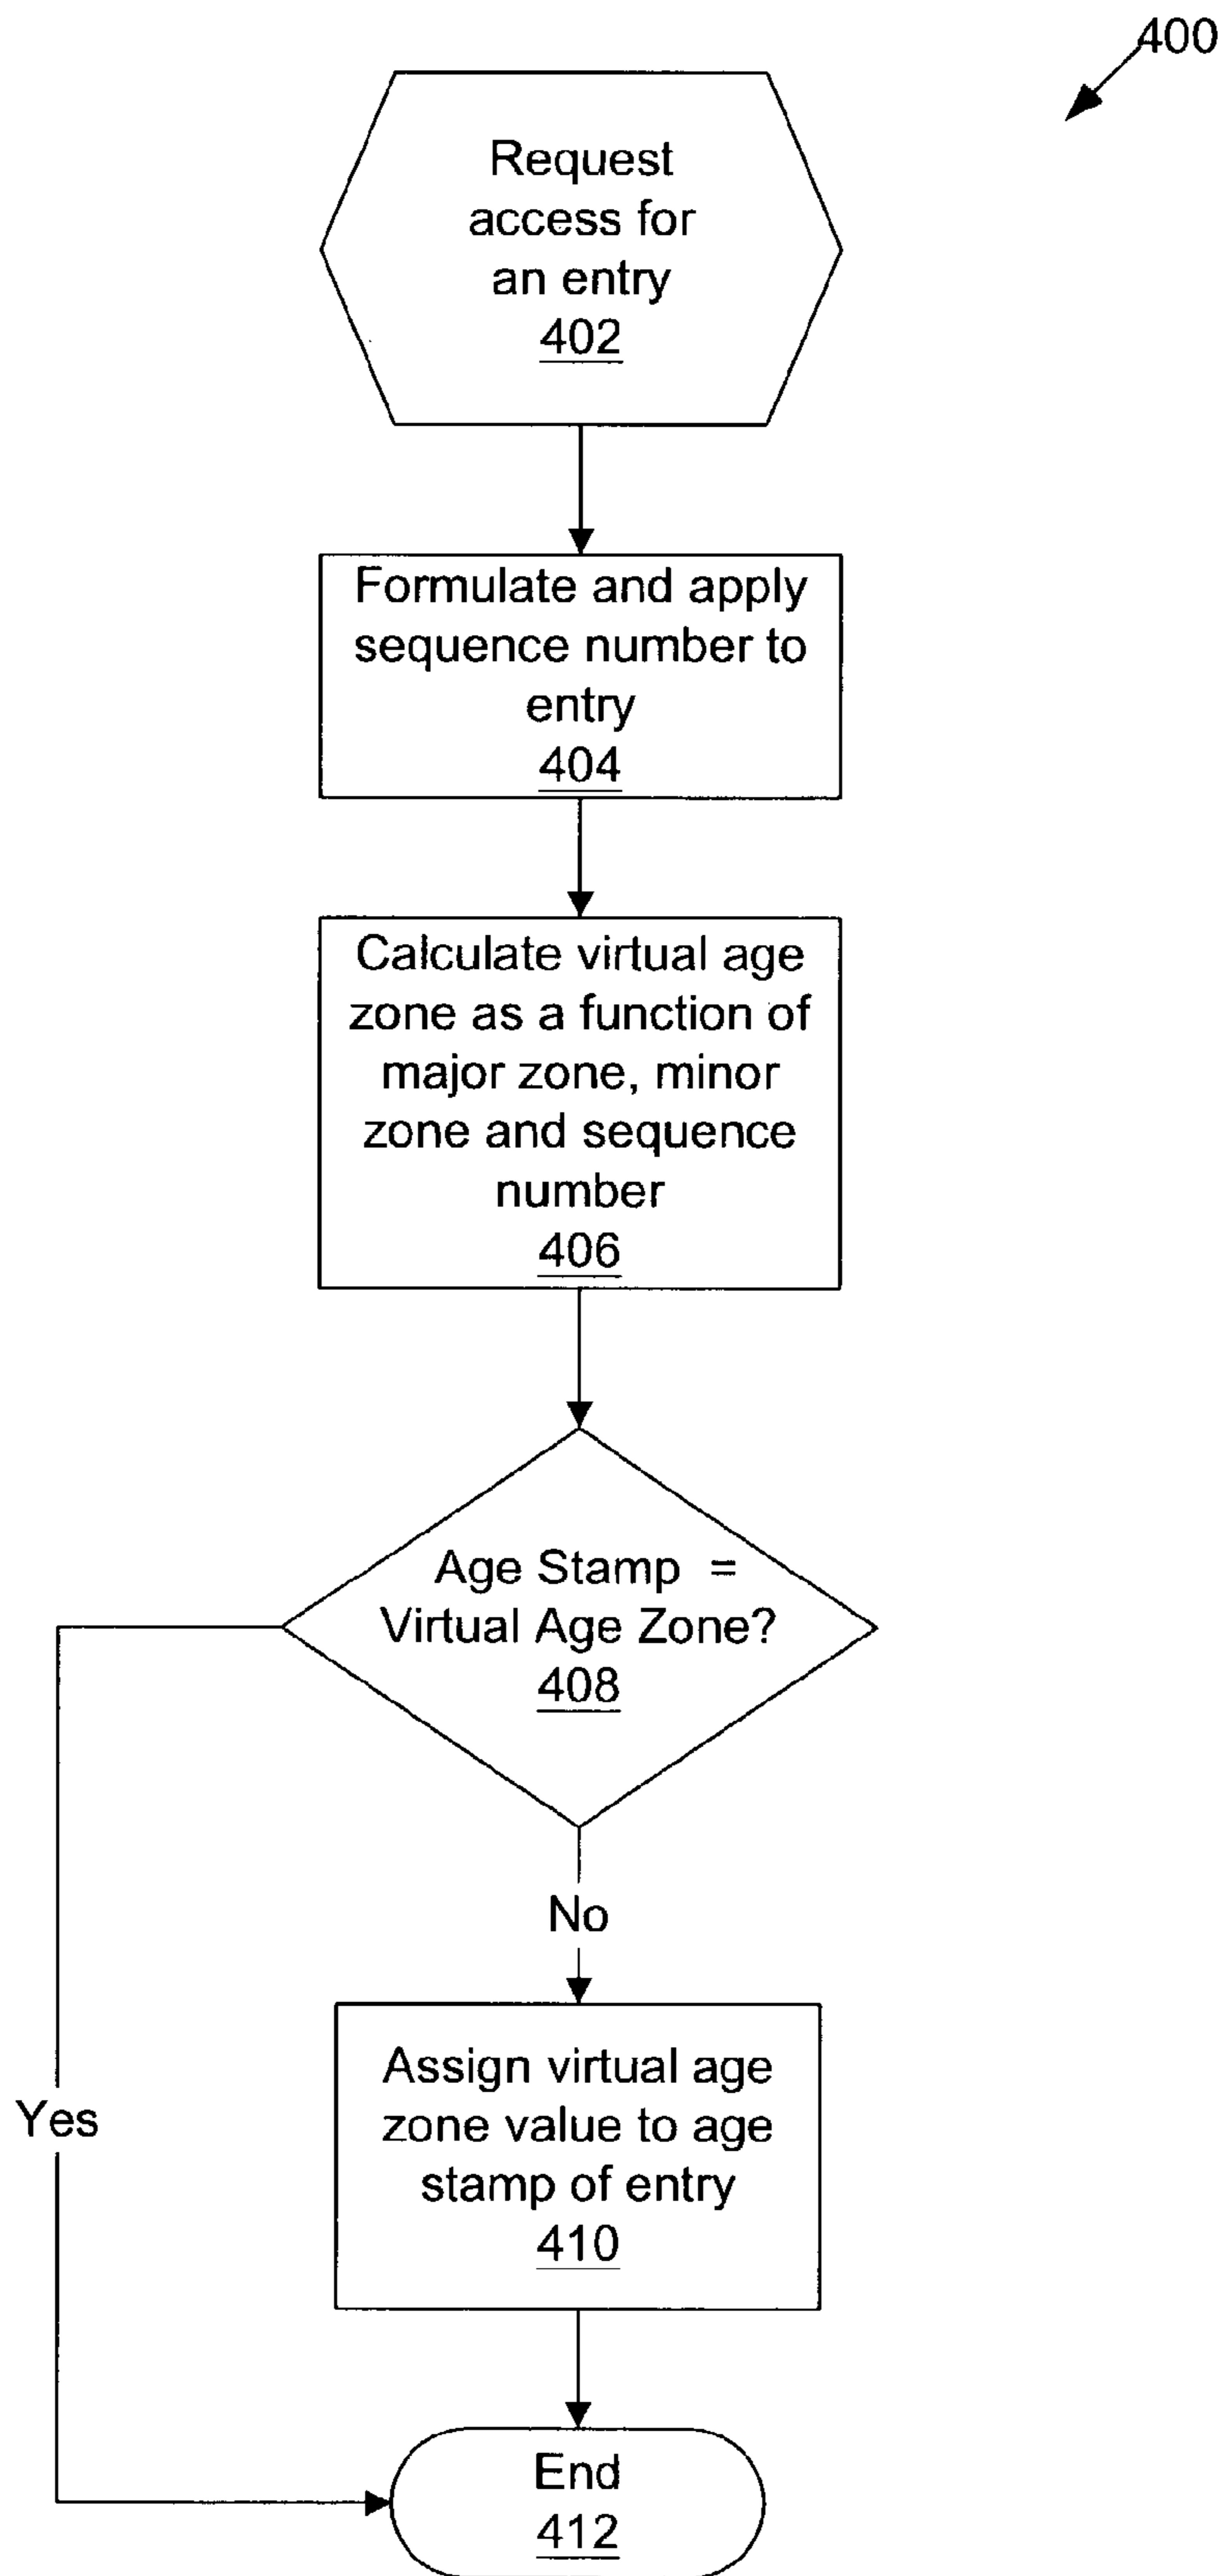 400
Request
access for
an entry
402
Formulate and apply
sequence number to
entry
404
Calculate virtual age
zone as a function of
major zone, minor
zone and sequence
number
406
Age Stamp =
Virtual Age Zone?
408
No
Yes
Assign virtual age
zone value to age
stamp of entry
410
End
412